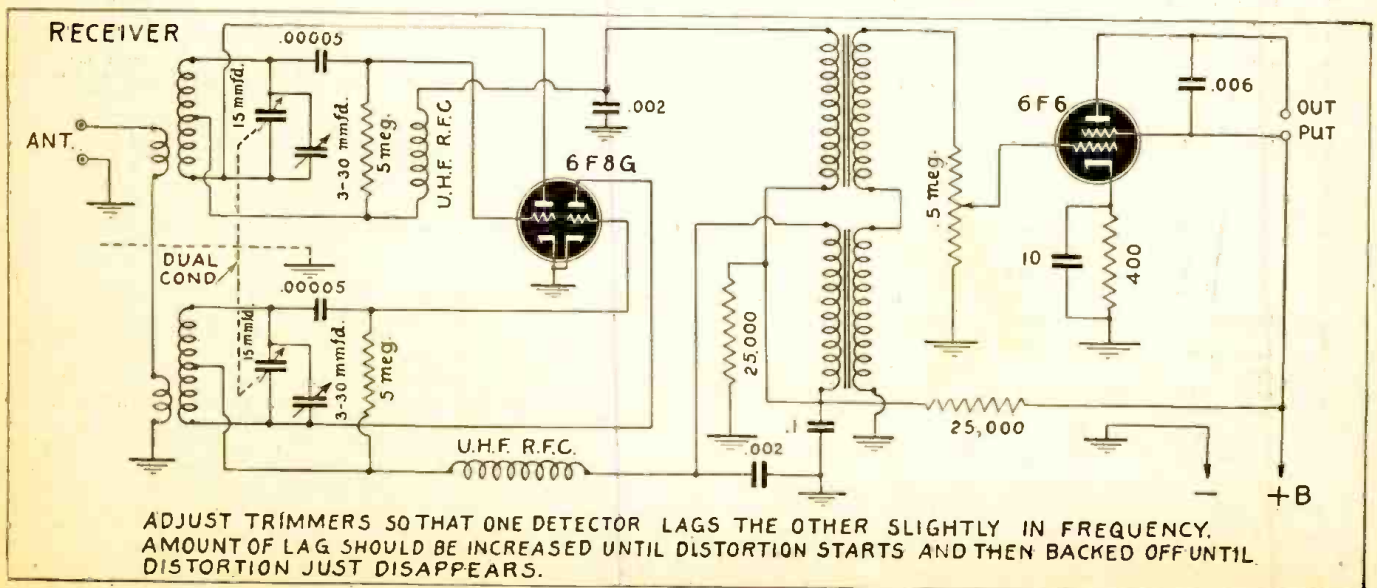 RECEIVER
.00005
15 mmfd.
3-30 mmfd.
5 meg.
U.H.F. R.F.C.
.002
6F8G
ANT.
DUAL
COND.
.00005
15 mmfd.
3-30 mmfd.
5 meg.
U.H.F. R.F.C.
.002
.1
25,000
25,000
.5 meg.
6F6
.006
OUT
PUT
10
400
-
+B
ADJUST TRIMMERS SO THAT ONE DETECTOR LAGS THE OTHER SLIGHTLY IN FREQUENCY.
AMOUNT OF LAG SHOULD BE INCREASED UNTIL DISTORTION STARTS AND THEN BACKED OFF UNTIL
DISTORTION JUST DISAPPEARS.